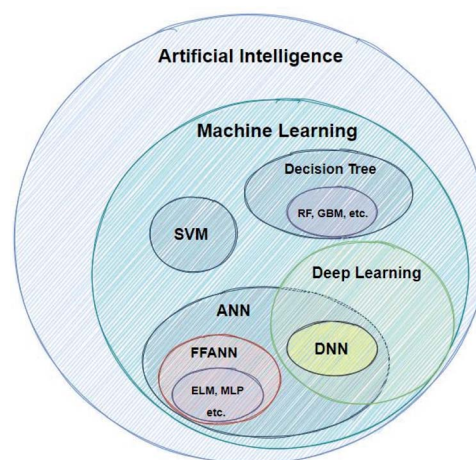 Artificial Intelligence
Machine Learning
Decision Tree
RF, GBM, etc.
SVM
Deep Learning
ANN
FFANN
DNN
ELM, MLP
etc.